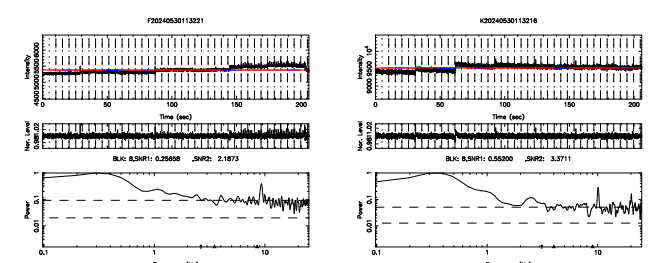 F20240530113221
K20240530113216
Intensity
4500 5000 5500 6000
0 50 100 150 200
Time (sec)
Intensity
9000 9500 10⁴
0 50 100 150 200
Time (sec)
Nor. Level
0.98 1 1.02
Nor. Level
0.98 1 1.02
BLK: 8,SNR1: 0.25658 ,SNR2: 2.1873
BLK: 8,SNR1: 0.55200 ,SNR2: 3.3711
Power
1
0.1
0.01
0.1 1 10
Power
1
0.1
0.01
0.1 1 10